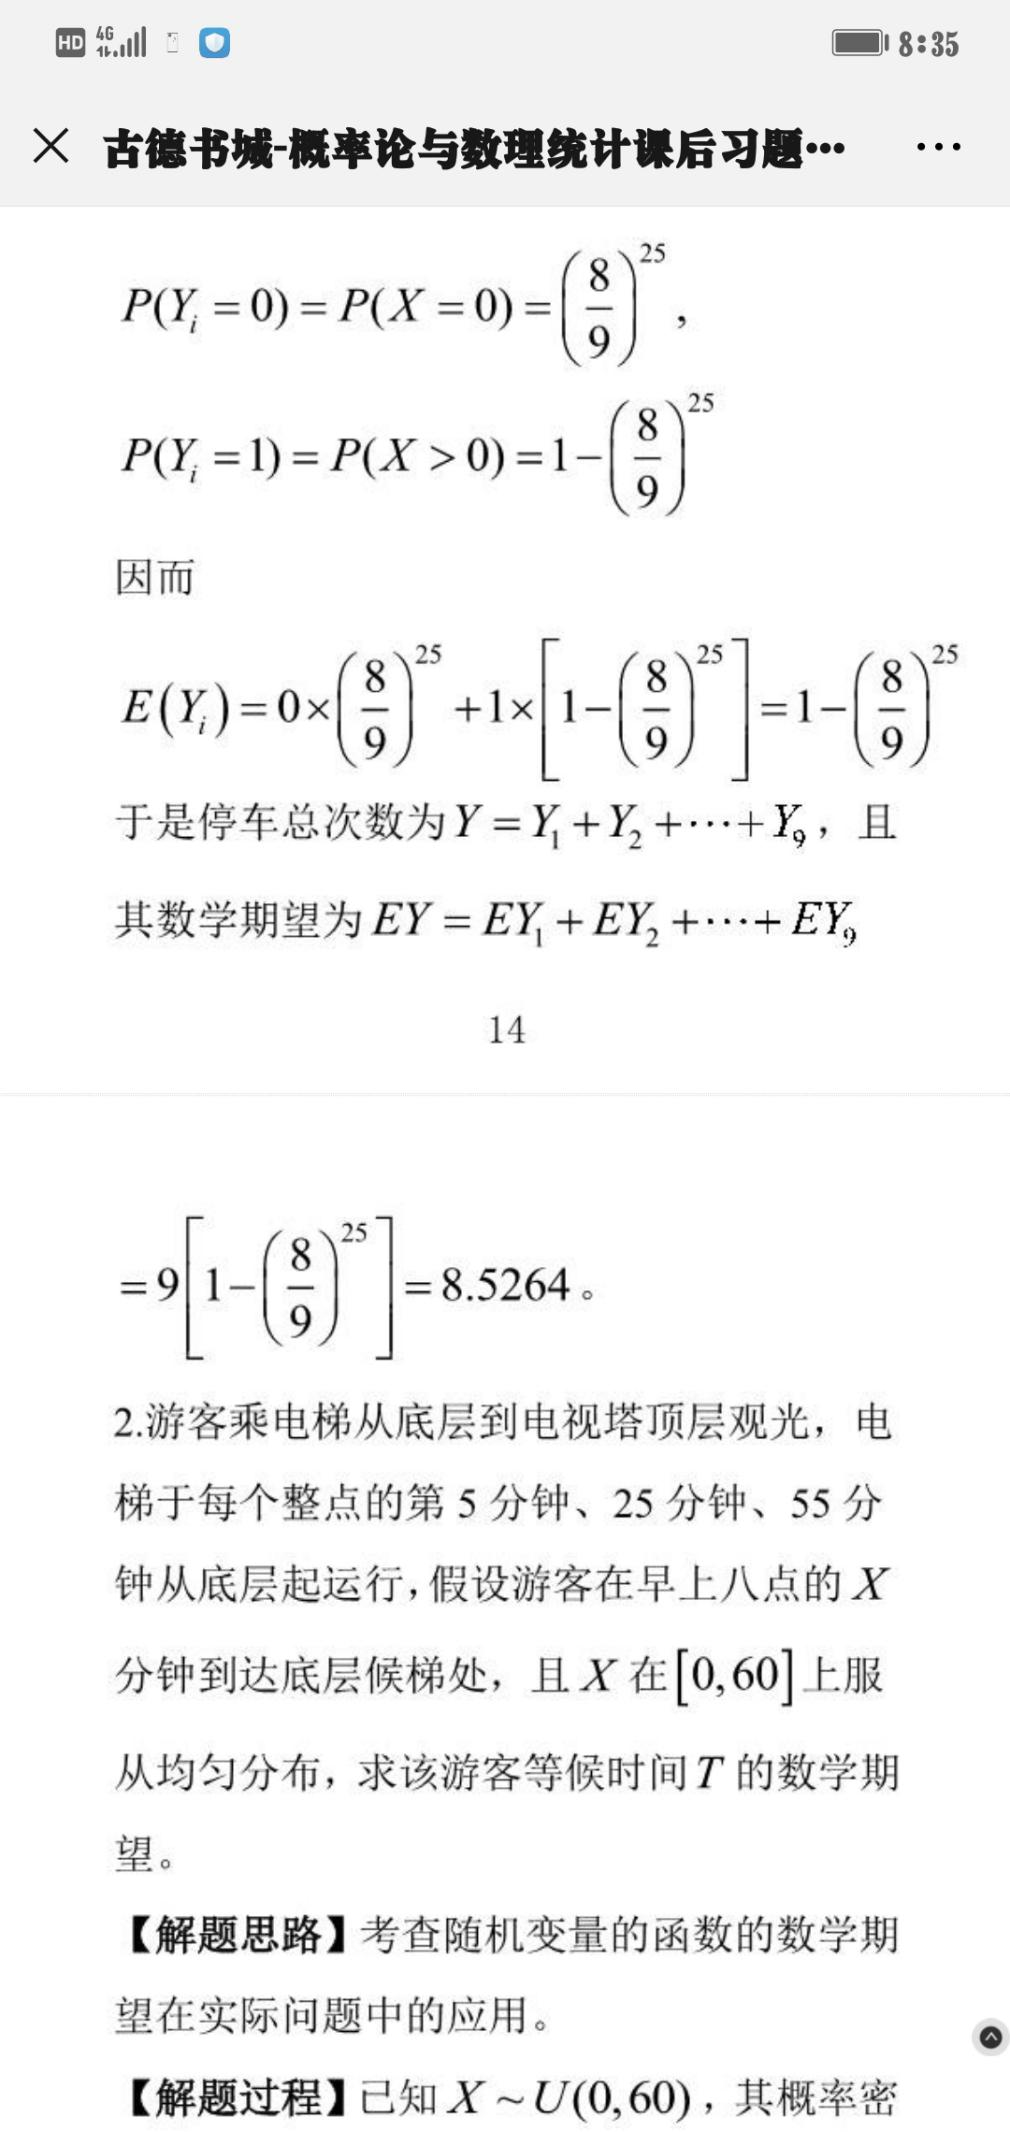 HD 4G 8:35
古德书城-概率论与数理统计课后习题…
P(Y_i = 0) = P(X = 0) = (8/9)^25 ,
P(Y_i = 1) = P(X > 0) = 1 − (8/9)^25
因而
E(Y_i) = 0 × (8/9)^25 + 1 × [1 − (8/9)^25] = 1 − (8/9)^25
于是停车总次数为 Y = Y_1 + Y_2 + ⋯ + Y_9，且
其数学期望为 EY = EY_1 + EY_2 + ⋯ + EY_9
14
= 9[1 − (8/9)^25] = 8.5264。
2.游客乘电梯从底层到电视塔顶层观光，电
梯于每个整点的第 5 分钟、25 分钟、55 分
钟从底层起运行，假设游客在早上八点的 X
分钟到达底层候梯处，且 X 在[0,60]上服
从均匀分布，求该游客等候时间 T 的数学期
望。
【解题思路】考查随机变量的函数的数学期
望在实际问题中的应用。
【解题过程】已知 X ~ U(0,60)，其概率密